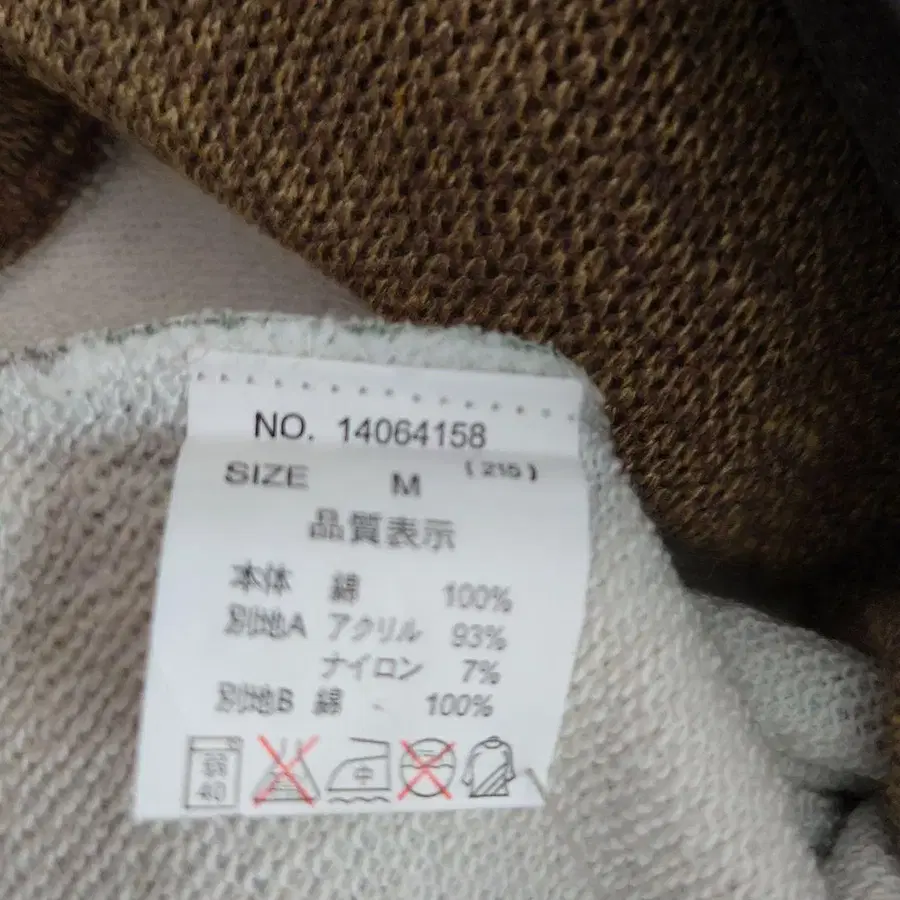 NO. 14064158
SIZE M (215)
品質表示
本体 綿 100%
別地A アクリル 93%
ナイロン 7%
別地B 綿 100%
40
中